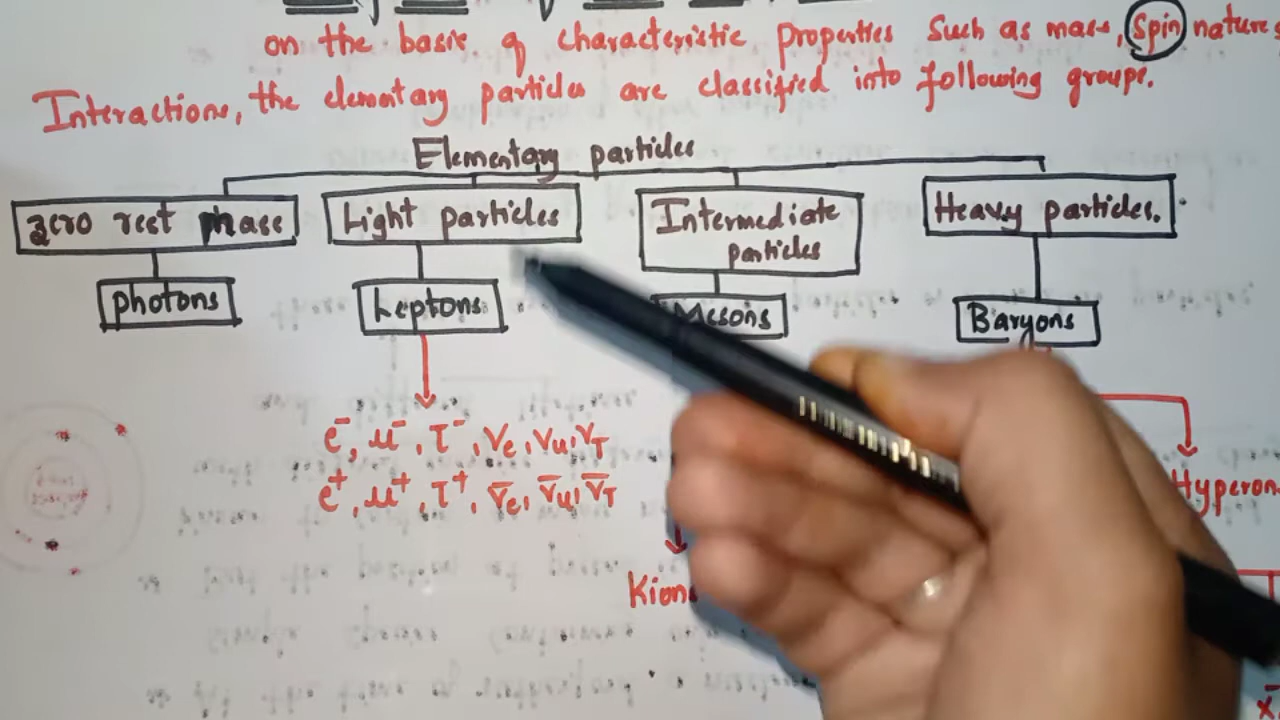 on the basis of characteristic properties such as mass, spin nature,
Interactions, the elementary particles are classified into following groups.
Elementary particles
zero rest phase
Light particles
Intermediate particles
Heavy particles.
photons
Leptons
Mesons
Baryons
e⁻, μ⁻, τ⁻, νe, νμ, ντ
e⁺, μ⁺, τ⁺, ν̄e, ν̄μ, ν̄τ
Hyperon
Kions